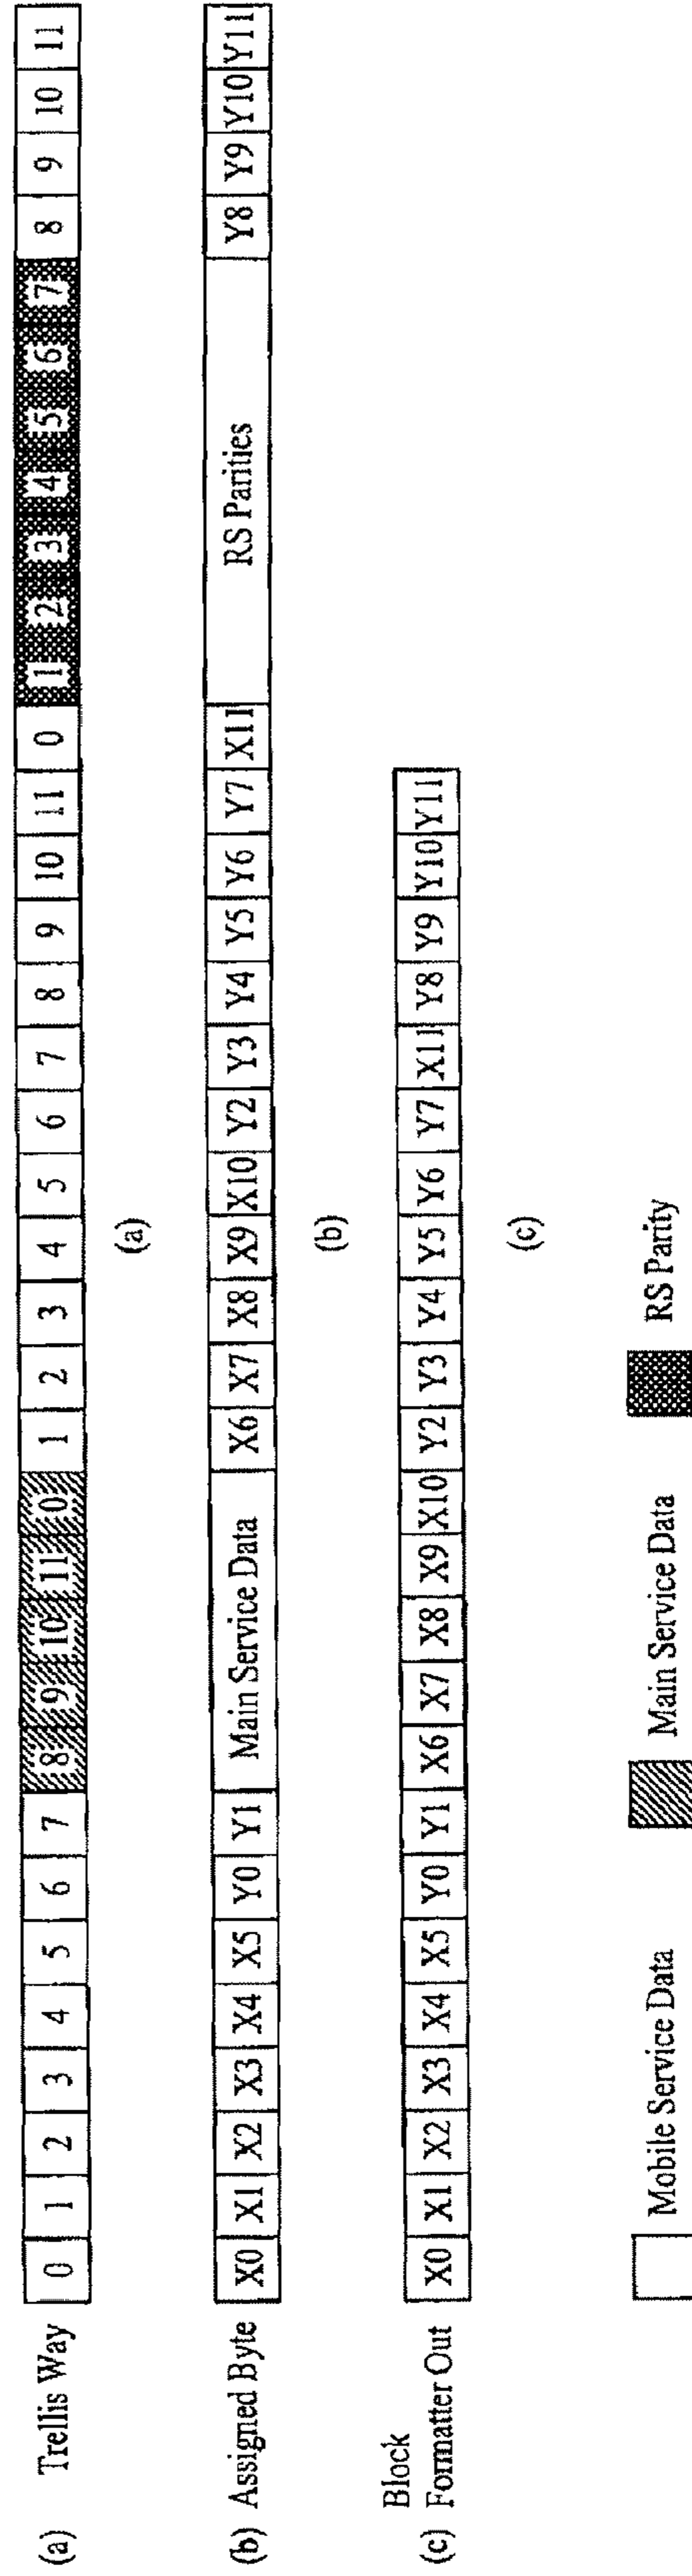 (a) Trellis Way 0 1 2 3 4 5 6 7 8 9 10 11 0 1 2 3 4 5 6 7 8 9 10 11 0 1 2 3 4 5 6 7 8 9 10 11
(a)
(b) Assigned Byte X0 X1 X2 X3 X4 X5 Y0 Y1 Main Service Data X6 X7 X8 X9 X10 Y2 Y3 Y4 Y5 Y6 Y7 X11 RS Parities Y8 Y9 Y10 Y11
(b)
Block
(c) Formatter Out X0 X1 X2 X3 X4 X5 Y0 Y1 X6 X7 X8 X9 X10 Y2 Y3 Y4 Y5 Y6 Y7 X11 Y8 Y9 Y10 Y11
(c)
Mobile Service Data Main Service Data RS Parity